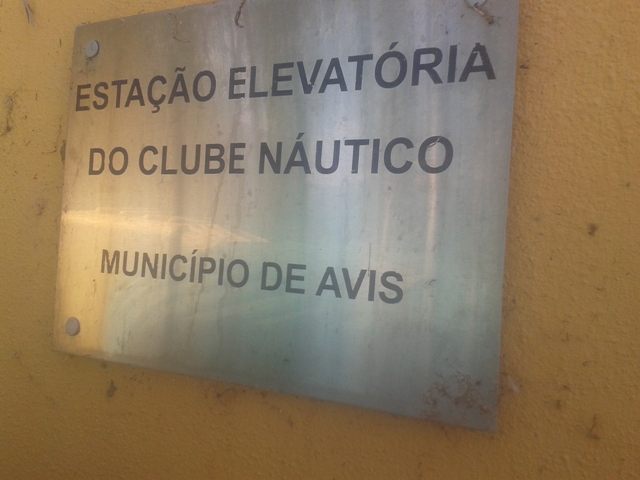 ESTAÇÃO ELEVATÓRIA
DO CLUBE NÁUTICO
MUNICÍPIO DE AVIS